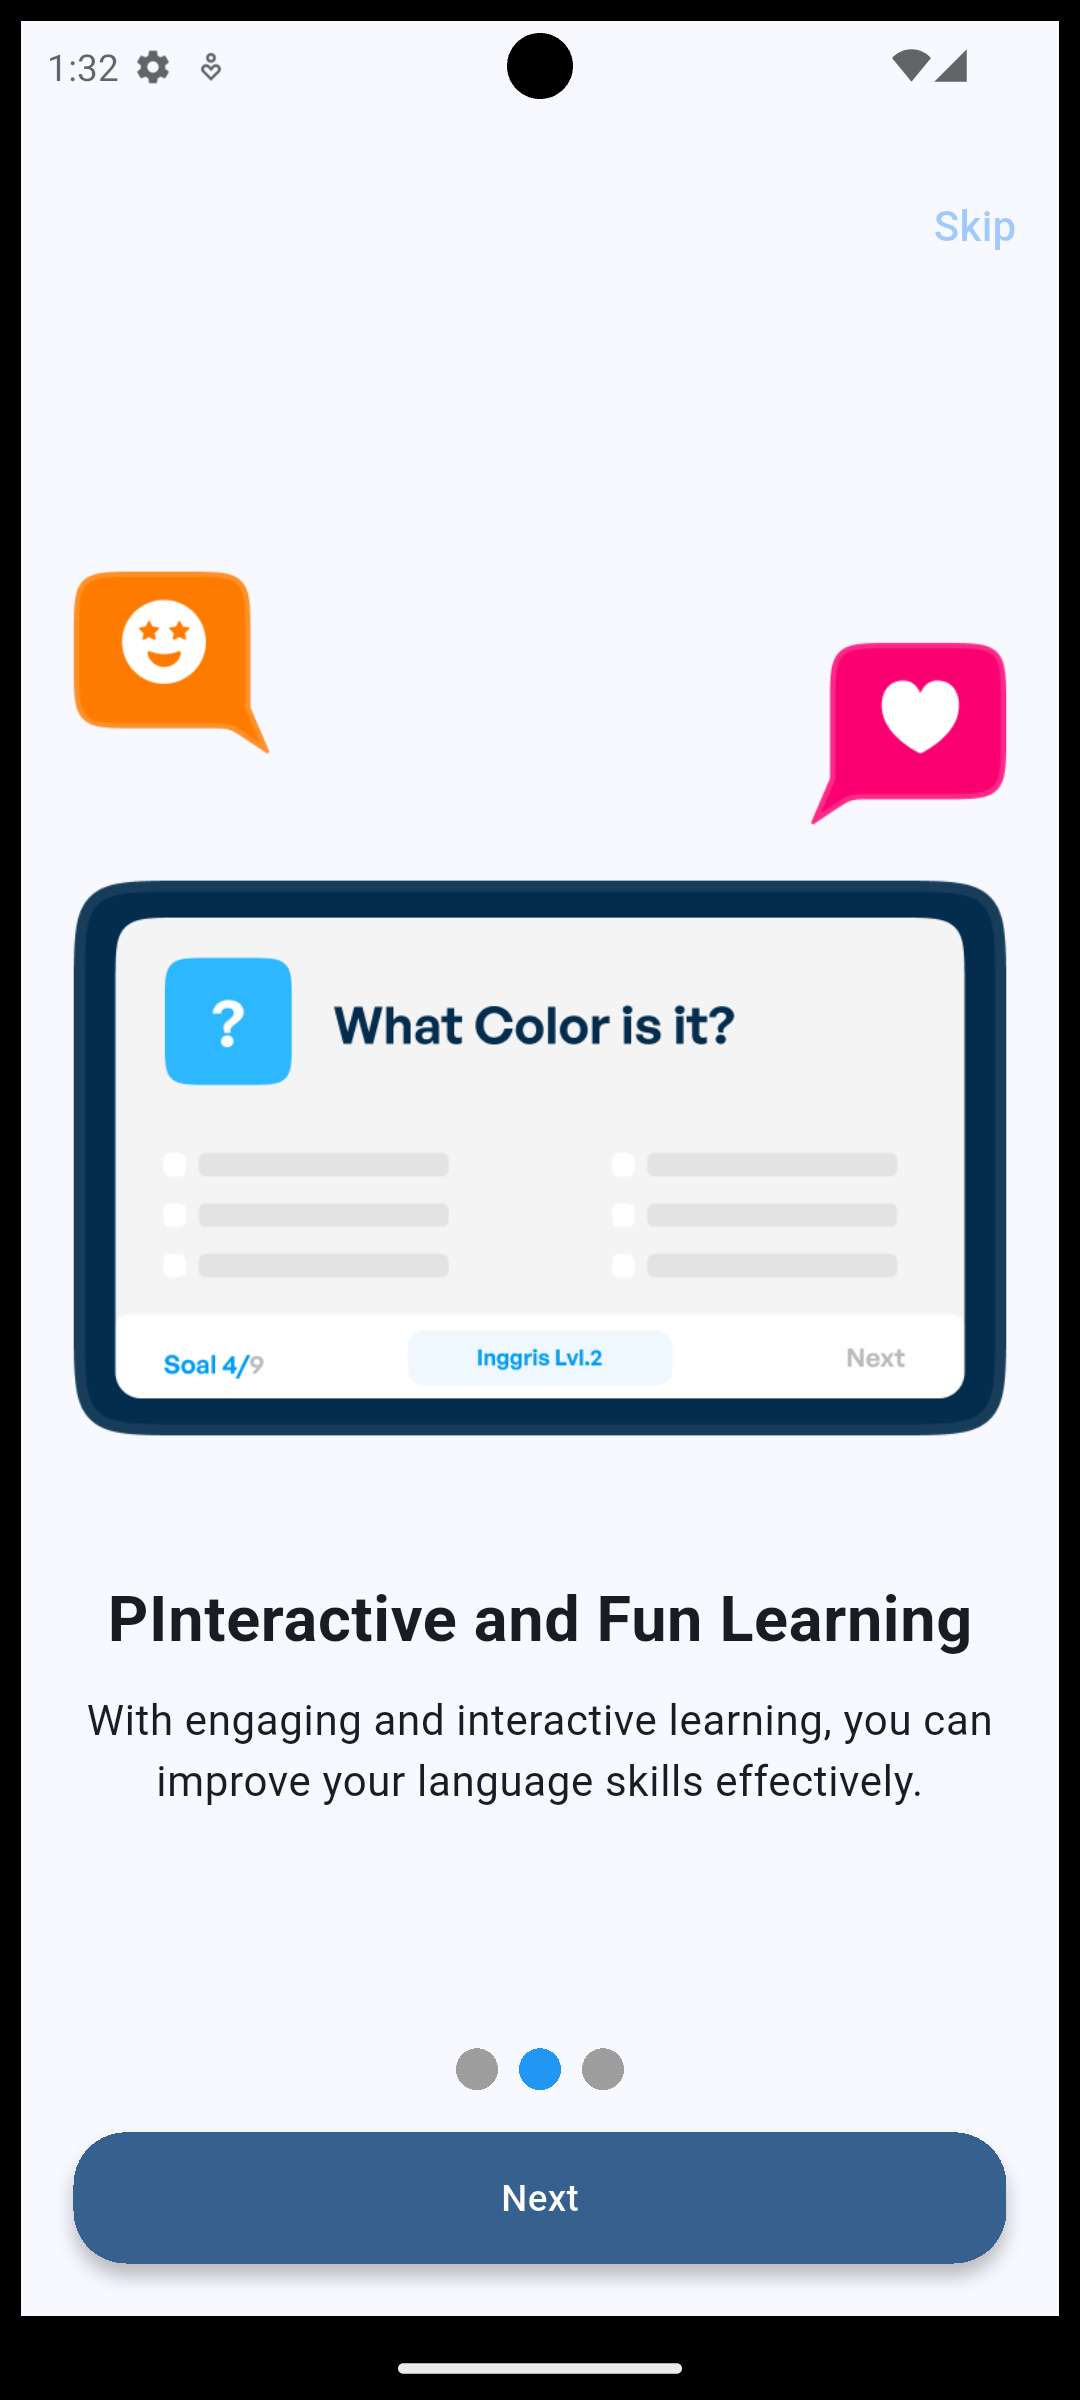 1:32
Skip
?
What Color is it?
Soal 4/9
Inggris Lvl.2
Next
PInteractive and Fun Learning
With engaging and interactive learning, you can
improve your language skills effectively.
Next